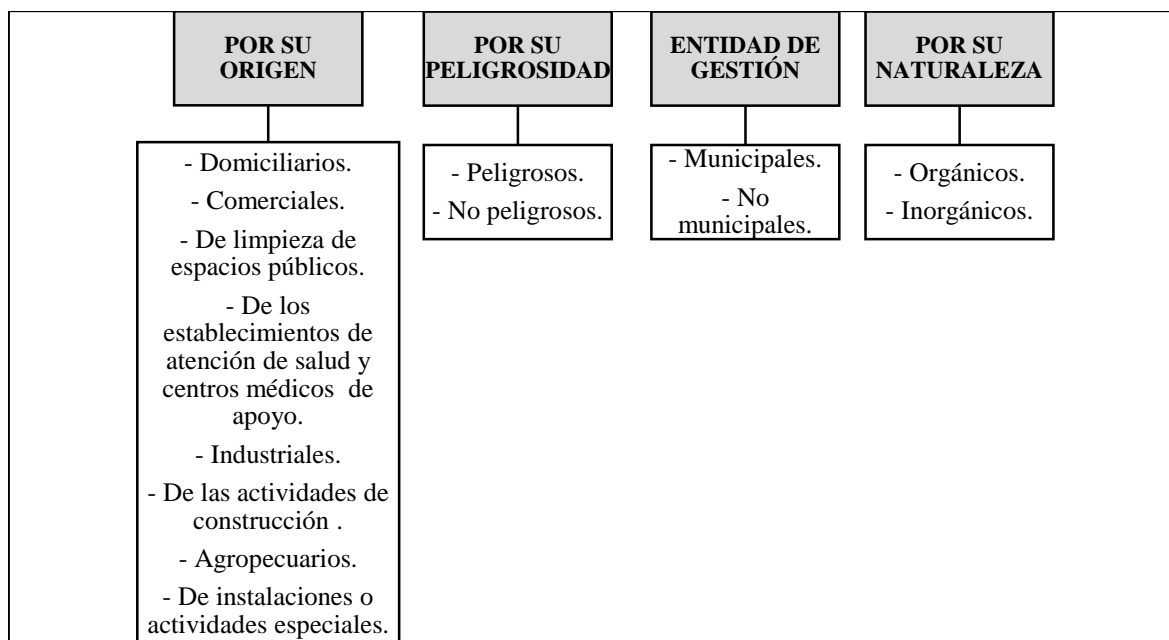 POR SU
ORIGEN
- Domiciliarios.
- Comerciales.
- De limpieza de
espacios públicos.
- De los
establecimientos de
atención de salud y
centros médicos de
apoyo.
- Industriales.
- De las actividades de
construcción .
- Agropecuarios.
- De instalaciones o
actividades especiales.
POR SU
PELIGROSIDAD
- Peligrosos.
- No peligrosos.
ENTIDAD DE
GESTIÓN
- Municipales.
- No
municipales.
POR SU
NATURALEZA
- Orgánicos.
- Inorgánicos.